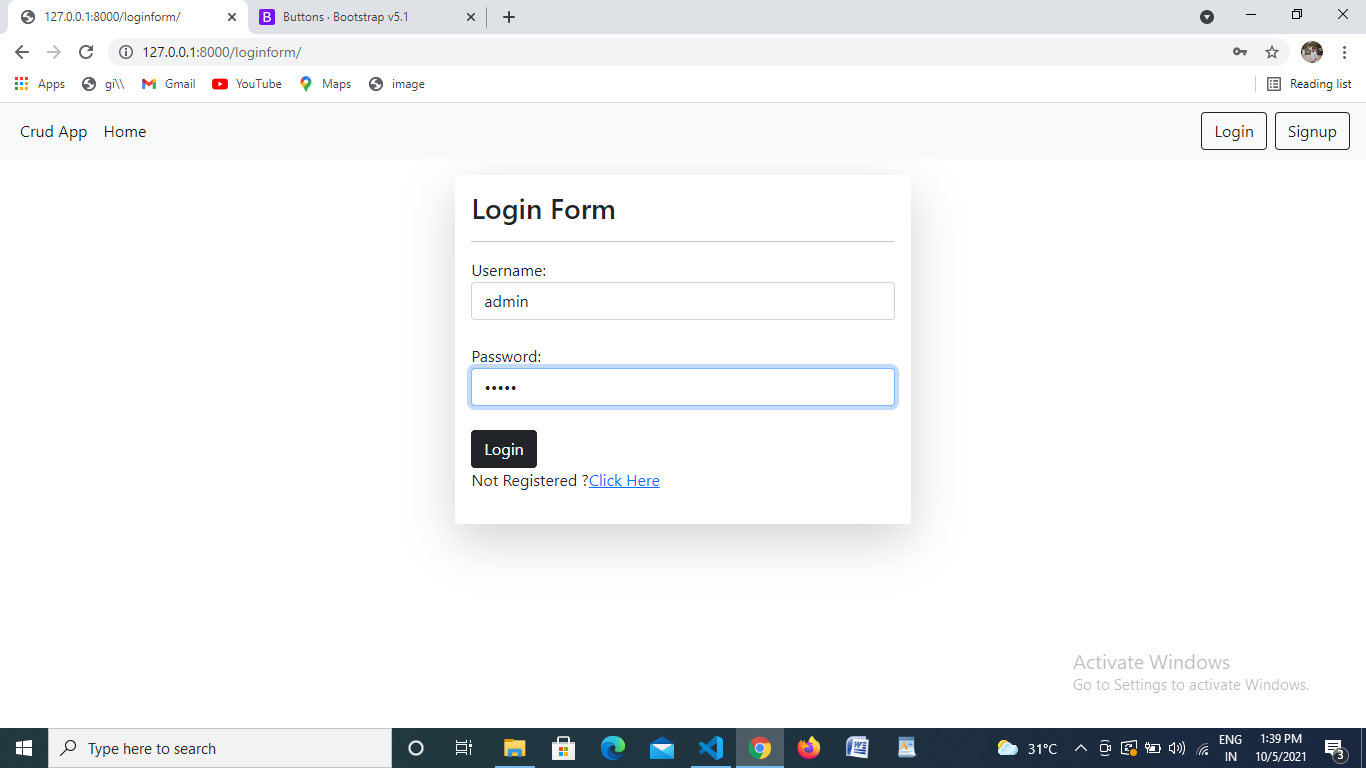 127.0.0.1:8000/loginform/
Buttons · Bootstrap v5.1
127.0.0.1:8000/loginform/
Apps
gi\\
Gmail
YouTube
Maps
image
Reading list
Crud App
Home
Login
Signup
Login Form
Username:
admin
Password:
•••••
Login
Not Registered ?Click Here
Activate Windows
Go to Settings to activate Windows.
Type here to search
31°C
ENG
IN
1:39 PM
10/5/2021
3